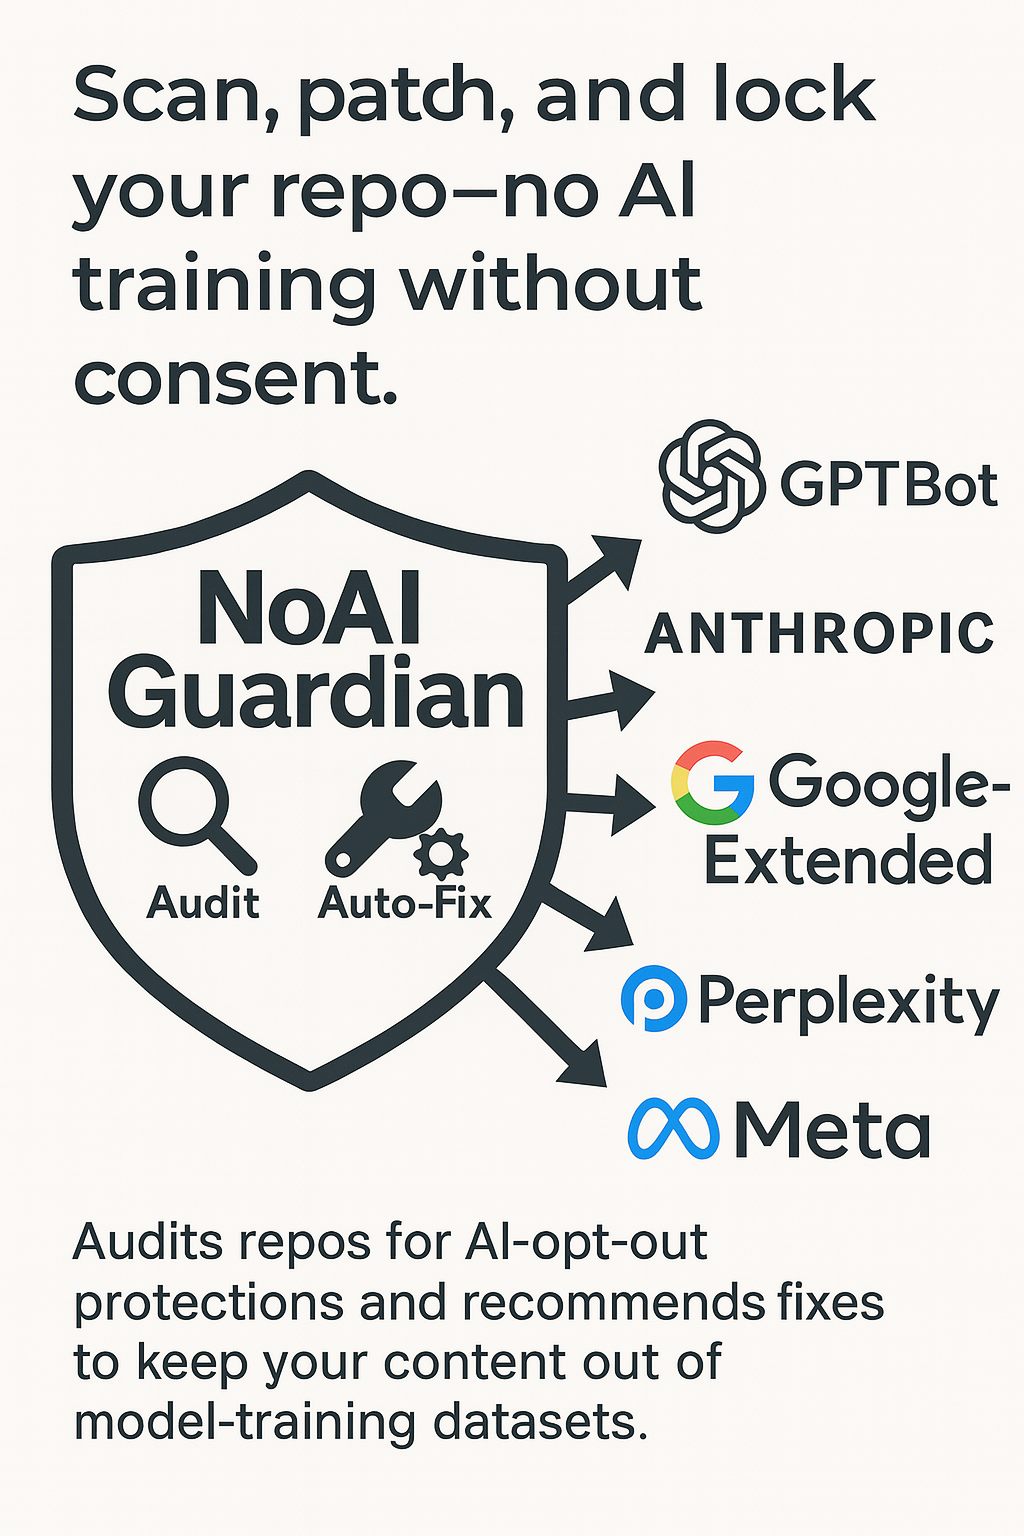 Scan, patch, and lock
your repo–no AI
training without
consent.
GPTBot
NoAI
Guardian
ANTHROPIC
Google-
Extended
Audit
Auto-Fix
Perplexity
Meta
Audits repos for AI-opt-out
protections and recommends fixes
to keep your content out of
model-training datasets.